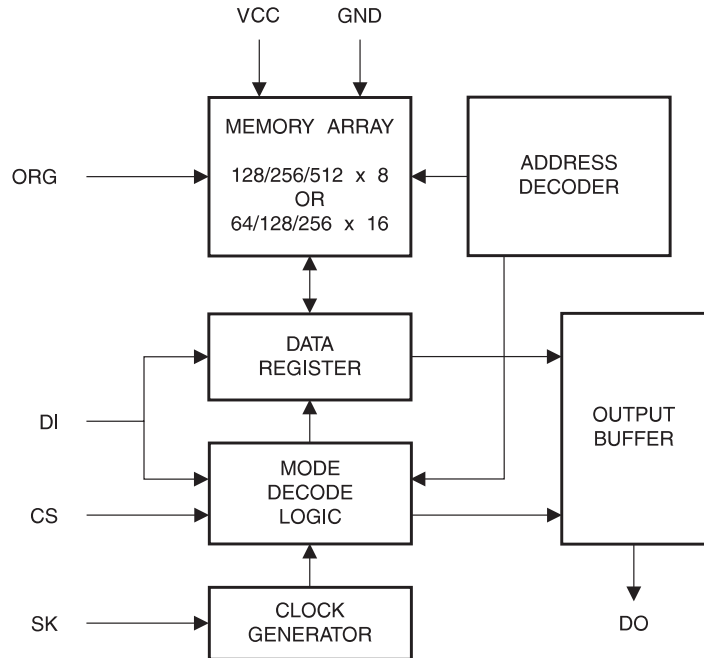 VCC
GND
MEMORY ARRAY
128/256/512 x 8
OR
64/128/256 x 16
ADDRESS
DECODER
ORG
DATA
REGISTER
DI
OUTPUT
BUFFER
MODE
DECODE
LOGIC
CS
CLOCK
GENERATOR
SK
DO